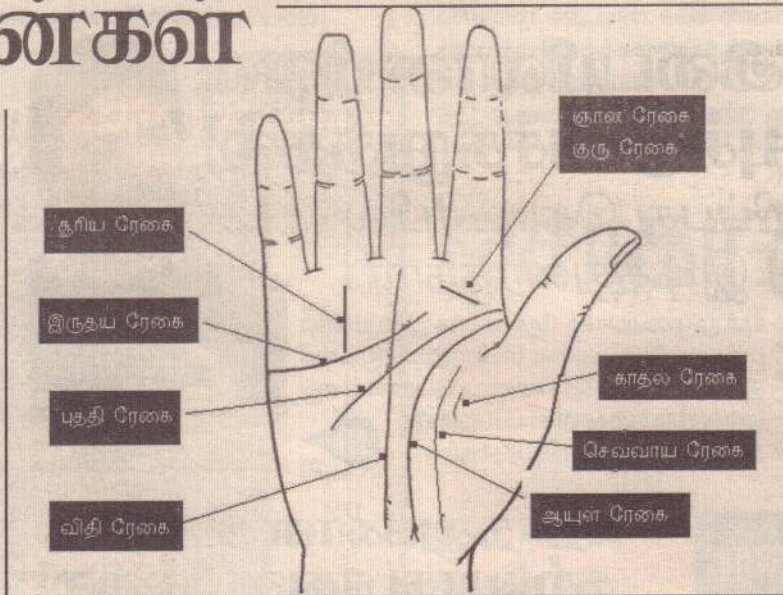 னைகள்
ஞான ரேகை
குரு ரேகை
சூரிய ரேகை
இருதய ரேகை
புத்தி ரேகை
விதி ரேகை
காதல் ரேகை
செவ்வாய் ரேகை
ஆயுள் ரேகை